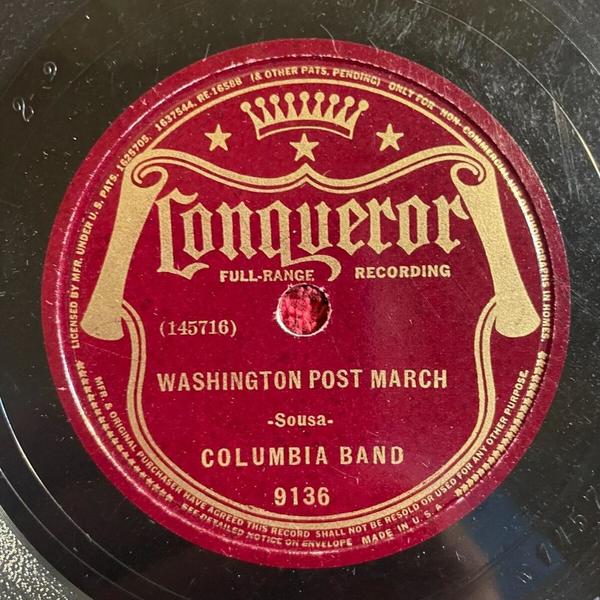 LICENSED BY MFR. UNDER U.S. PATS. 1625705, 1637544, RE-16588 (& OTHER PATS. PENDING) ONLY FOR NON-COMMERCIAL USE ON PHONOGRAPHS IN HOMES.
Conqueror
FULL-RANGE RECORDING
(145716)
WASHINGTON POST MARCH
-Sousa-
COLUMBIA BAND
9136
MFR. & ORIGINAL PURCHASER HAVE AGREED THIS RECORD SHALL NOT BE RESOLD OR USED FOR ANY OTHER PURPOSE.
SEE DETAILED NOTICE ON ENVELOPE MADE IN U.S.A.